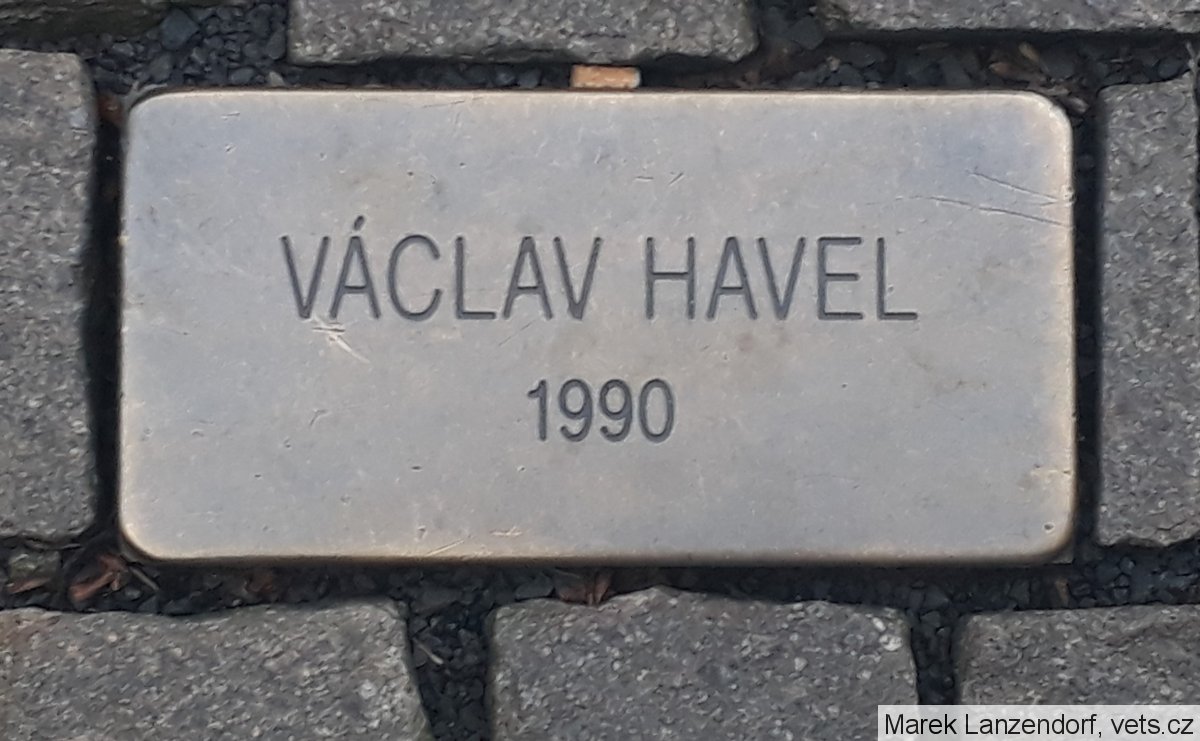 VÁCLAV HAVEL
1990
Marek Lanzendorf, vets.cz